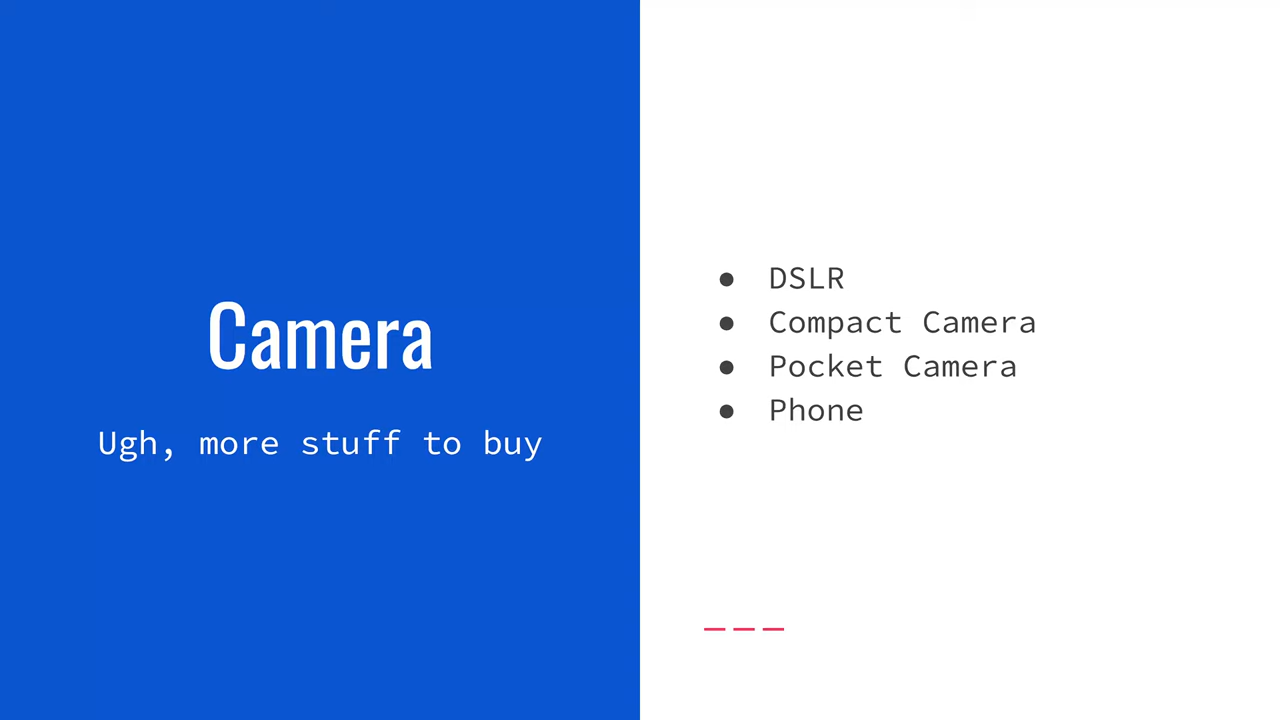 Camera
Ugh, more stuff to buy
● DSLR
● Compact Camera
● Pocket Camera
● Phone